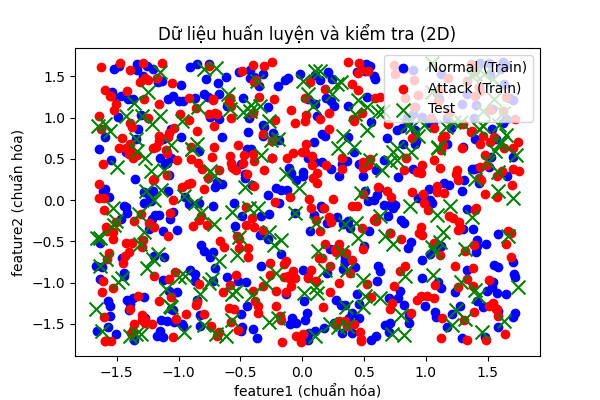 Dữ liệu huấn luyện và kiểm tra (2D)
Normal (Train)
Attack (Train)
Test
feature2 (chuẩn hóa)
1.5
1.0
0.5
0.0
−0.5
−1.0
−1.5
−1.5 −1.0 −0.5 0.0 0.5 1.0 1.5
feature1 (chuẩn hóa)